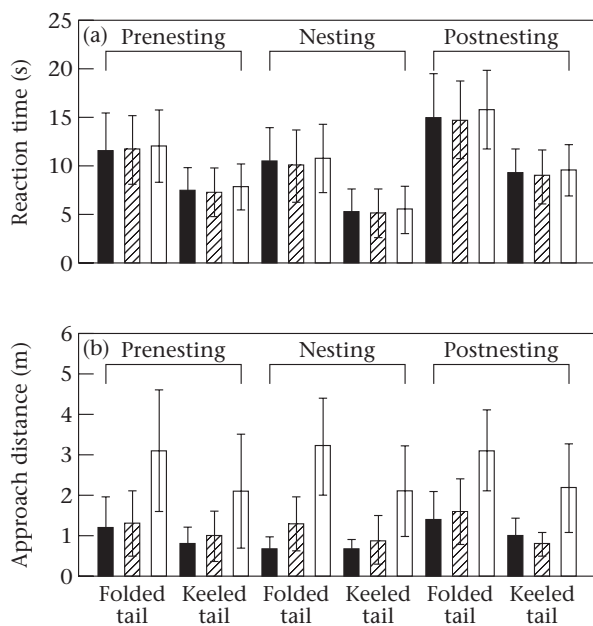 (a)
Prenesting Nesting Postnesting
Reaction time (s)
25
20
15
10
5
0
(b)
Prenesting Nesting Postnesting
Approach distance (m)
6
5
4
3
2
1
0
Folded tail Keeled tail Folded tail Keeled tail Folded tail Keeled tail